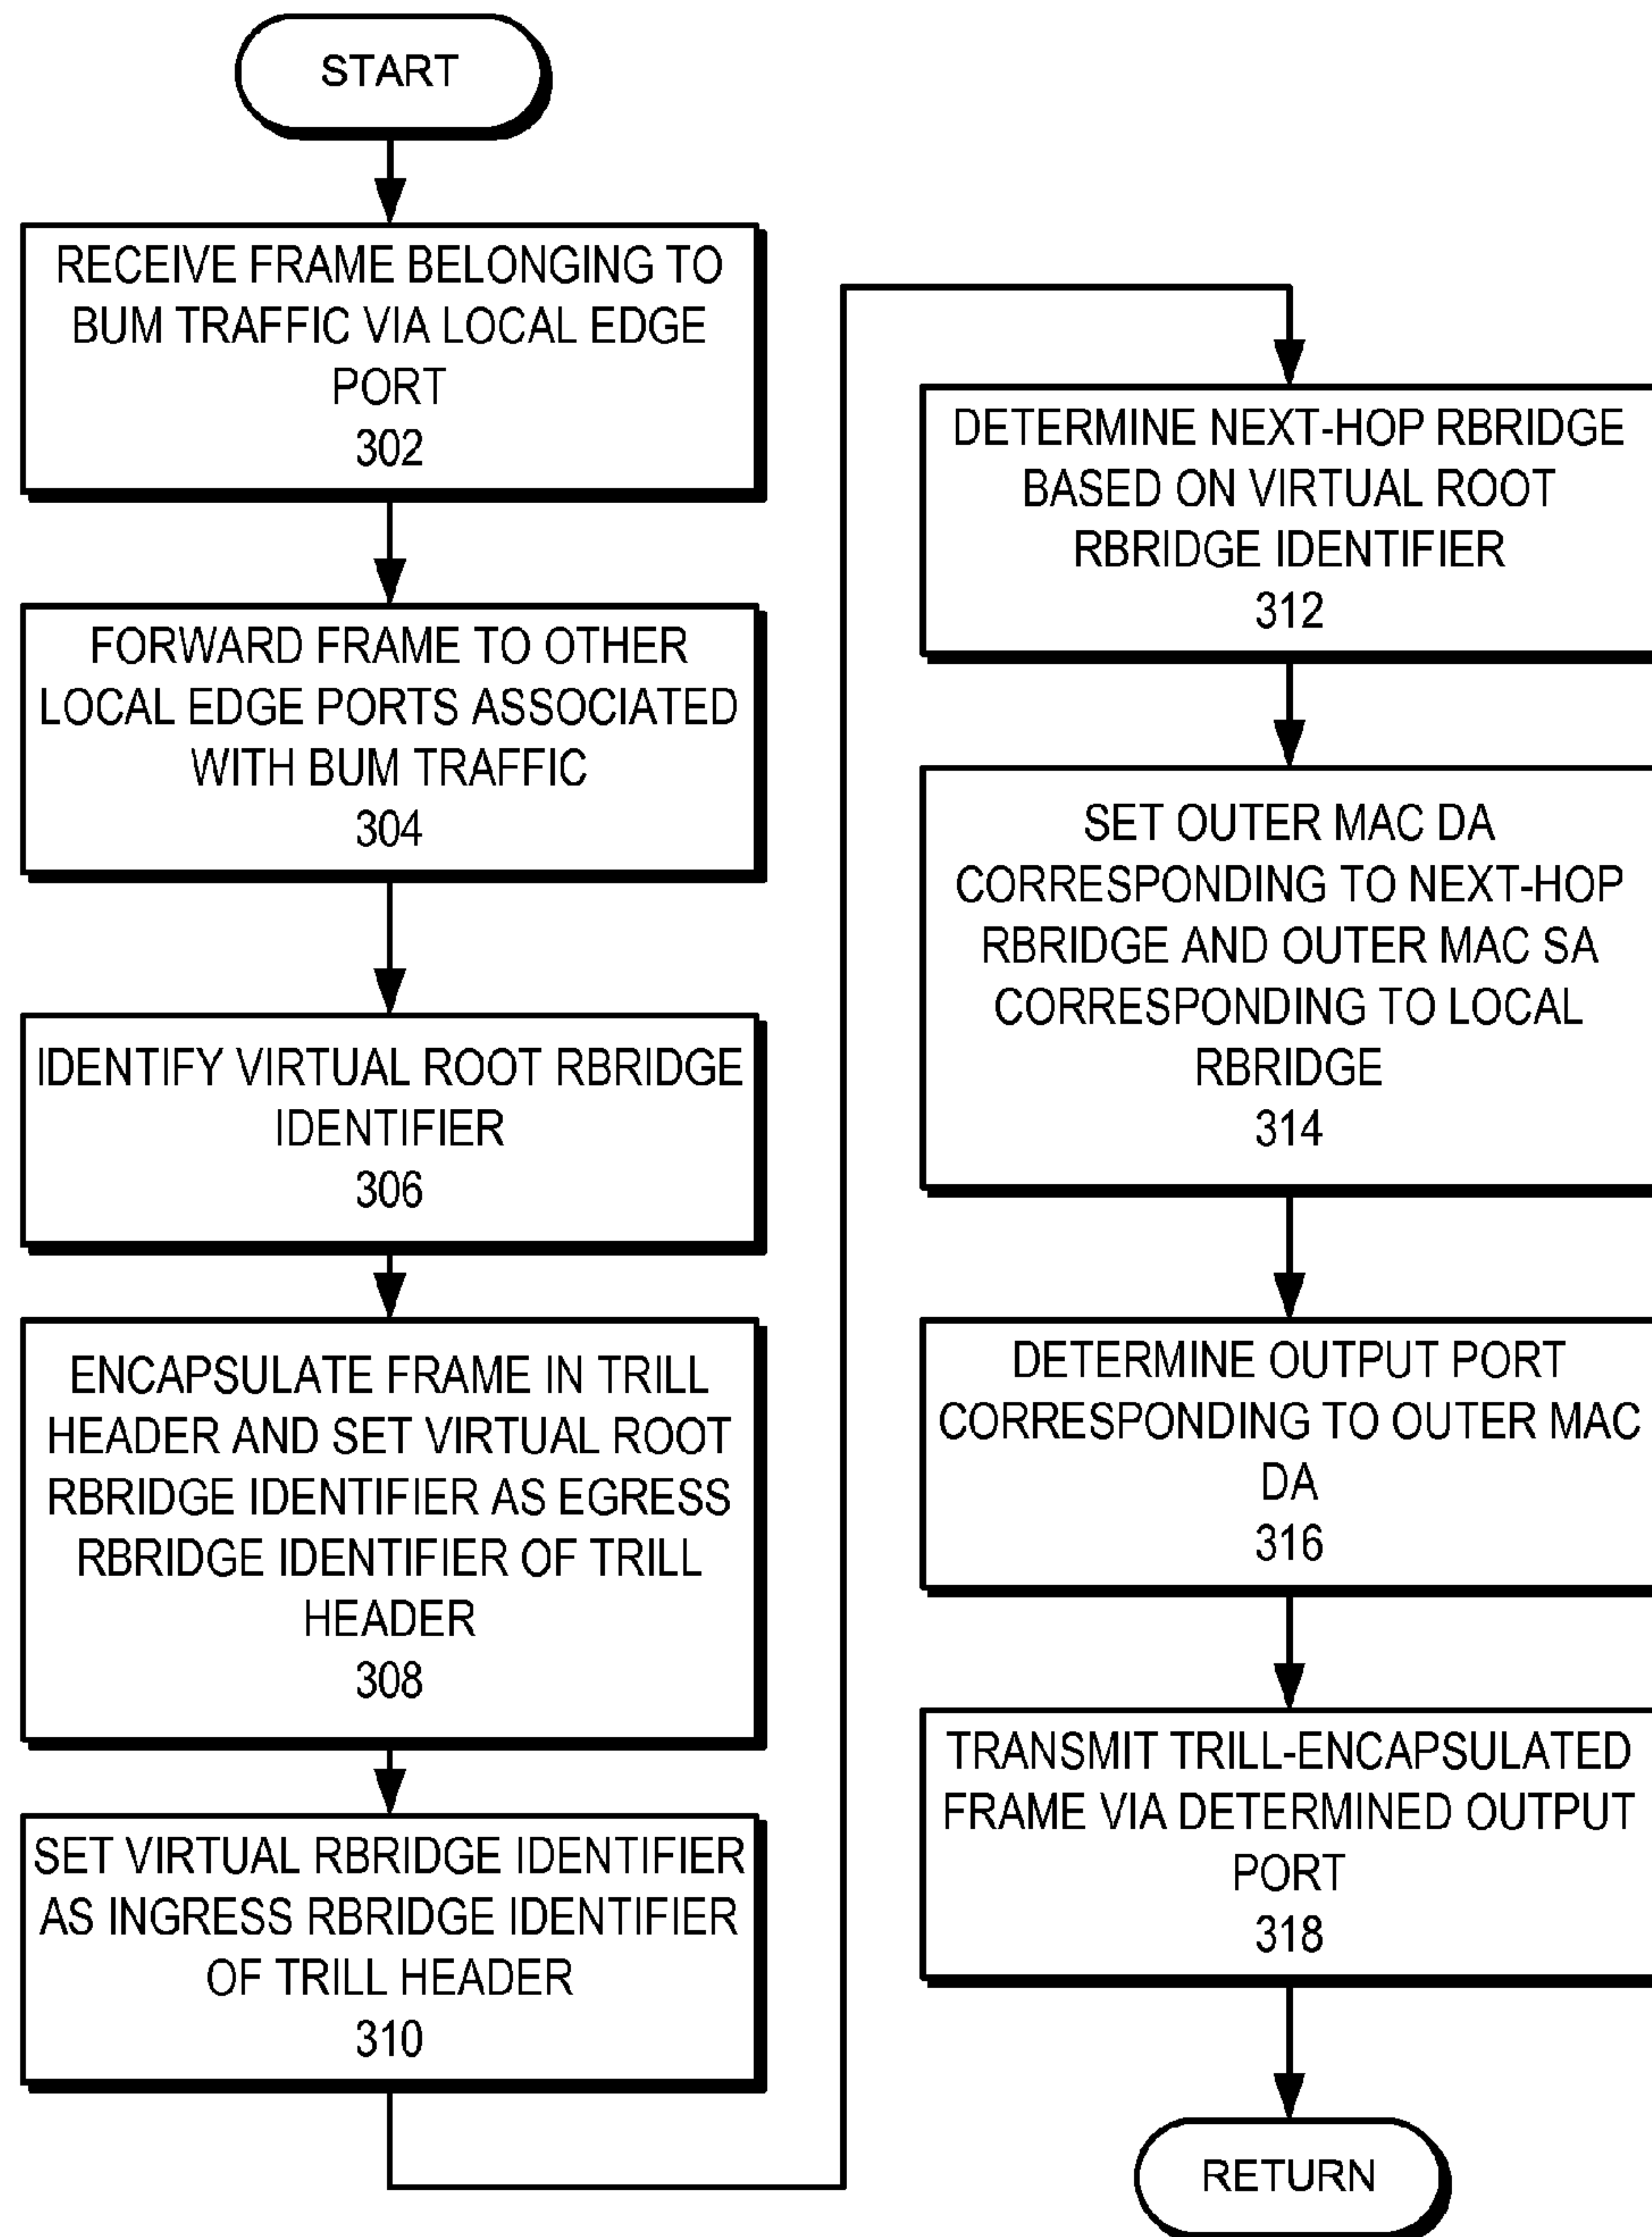 START
RECEIVE FRAME BELONGING TO
BUM TRAFFIC VIA LOCAL EDGE
PORT
302
FORWARD FRAME TO OTHER
LOCAL EDGE PORTS ASSOCIATED
WITH BUM TRAFFIC
304
IDENTIFY VIRTUAL ROOT RBRIDGE
IDENTIFIER
306
ENCAPSULATE FRAME IN TRILL
HEADER AND SET VIRTUAL ROOT
RBRIDGE IDENTIFIER AS EGRESS
RBRIDGE IDENTIFIER OF TRILL
HEADER
308
SET VIRTUAL RBRIDGE IDENTIFIER
AS INGRESS RBRIDGE IDENTIFIER
OF TRILL HEADER
310
DETERMINE NEXT-HOP RBRIDGE
BASED ON VIRTUAL ROOT
RBRIDGE IDENTIFIER
312
SET OUTER MAC DA
CORRESPONDING TO NEXT-HOP
RBRIDGE AND OUTER MAC SA
CORRESPONDING TO LOCAL
RBRIDGE
314
DETERMINE OUTPUT PORT
CORRESPONDING TO OUTER MAC
DA
316
TRANSMIT TRILL-ENCAPSULATED
FRAME VIA DETERMINED OUTPUT
PORT
318
RETURN